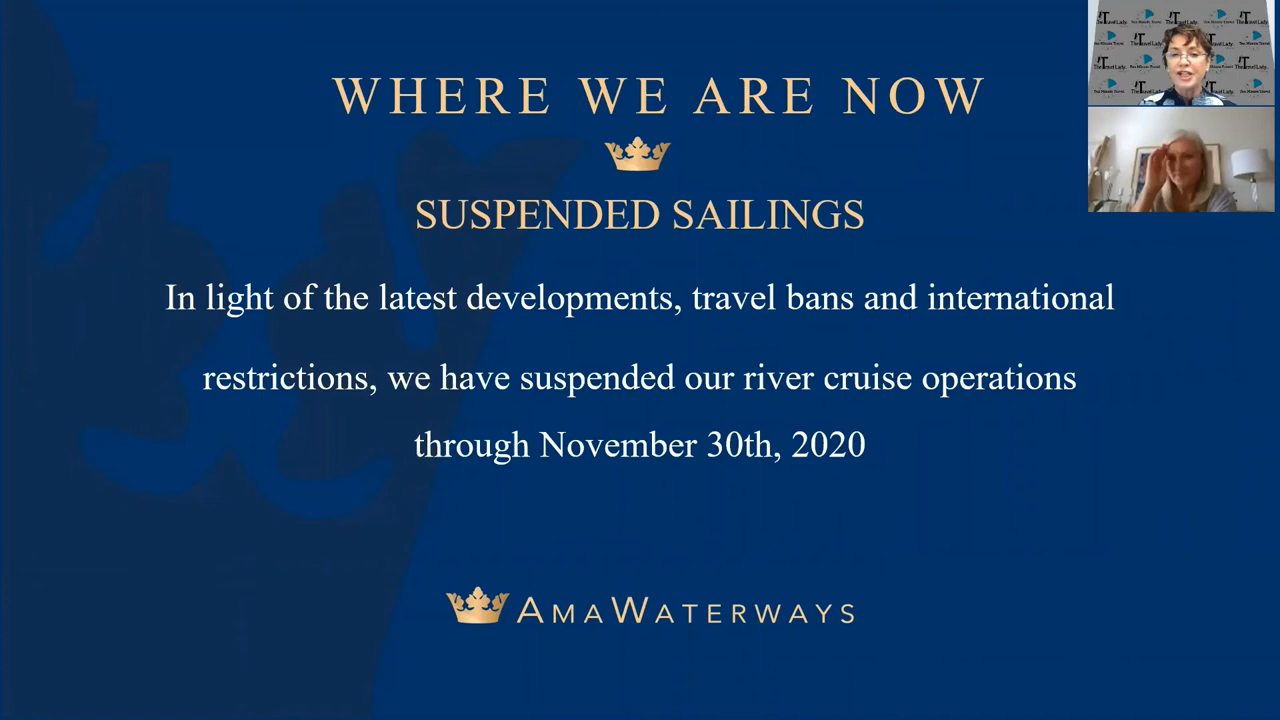 WHERE WE ARE NOW
SUSPENDED SAILINGS
In light of the latest developments, travel bans and international
restrictions, we have suspended our river cruise operations
through November 30th, 2020
AMAWATERWAYS